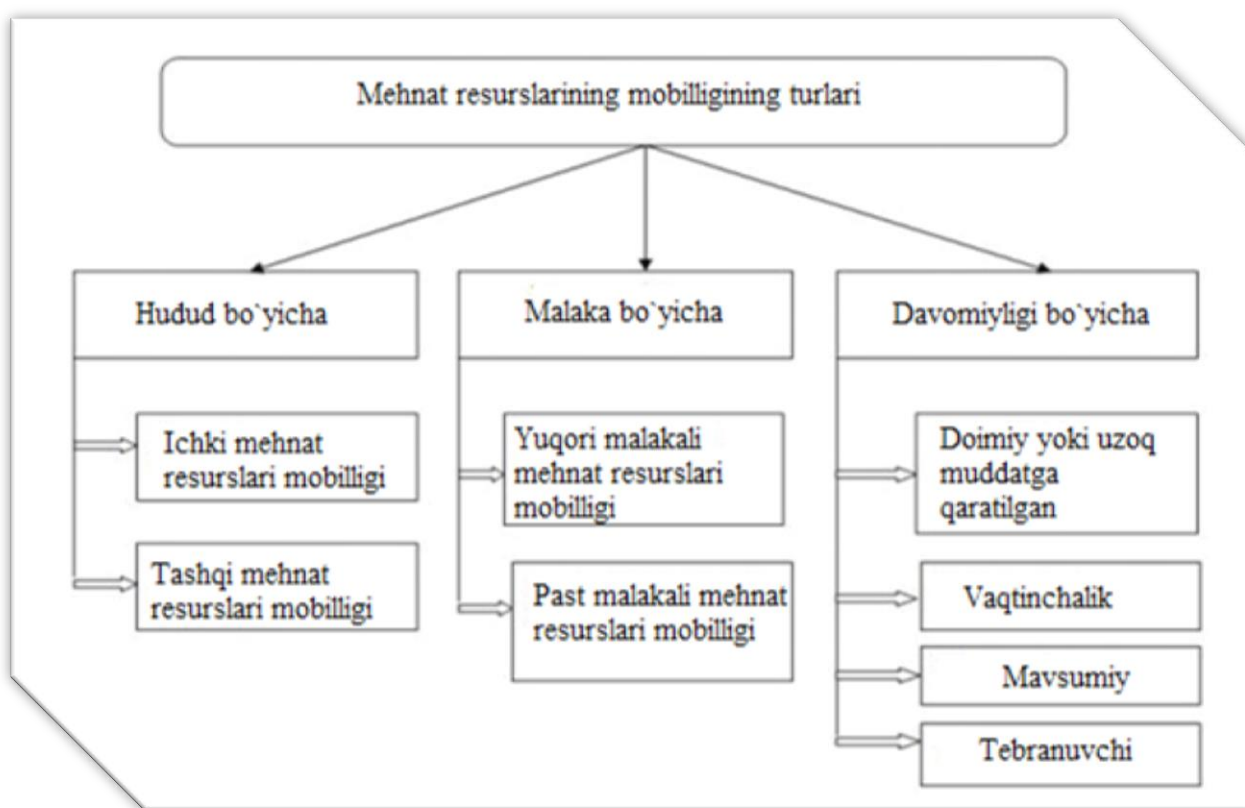 Mehnat resurslarining mobilligining turlari
Hudud bo`yicha
Ichki mehnat
resurslari mobilligi
Tashqi mehnat
resurslari mobilligi
Malaka bo`yicha
Yuqori malakali
mehnat resurslari
mobilligi
Past malakali mehnat
resurslari mobilligi
Davomiyligi bo`yicha
Doimiy yoki uzoq
muddatga
qaratilgan
Vaqtinchalik
Mavsumiy
Tebranuvchi